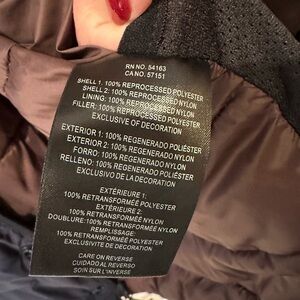 RN NO. 54163
CA NO. 57151
SHELL 1: 100% REPROCESSED POLYESTER
SHELL 2: 100% REPROCESSED NYLON
LINING: 100% REPROCESSED NYLON
FILLER: 100% REPROCESSED POLYESTER
EXCLUSIVE OF DECORATION
EXTERIOR 1: 100% REGENERADO POLIÉSTER
EXTERIOR 2: 100% REGENERADO NYLON
FORRO: 100% REGENERADO NYLON
RELLENO: 100% REGENERADO POLIÉSTER
EXCLUSIVO DE LA DECORACIÓN
EXTÉRIEURE 1:
100% RETRANSFORMÉE POLYESTER
EXTÉRIEURE 2:
100% RETRANSFORMÉE NYLON
DOUBLURE: 100% RETRANSFORMÉE NYLON
REMPLISSAGE:
100% RETRANSFORMÉE POLYESTER
EXCLUSIVITE DE DECORATION
CARE ON REVERSE
CUIDADO AL REVERSO
SOIN SUR L'INVERSE